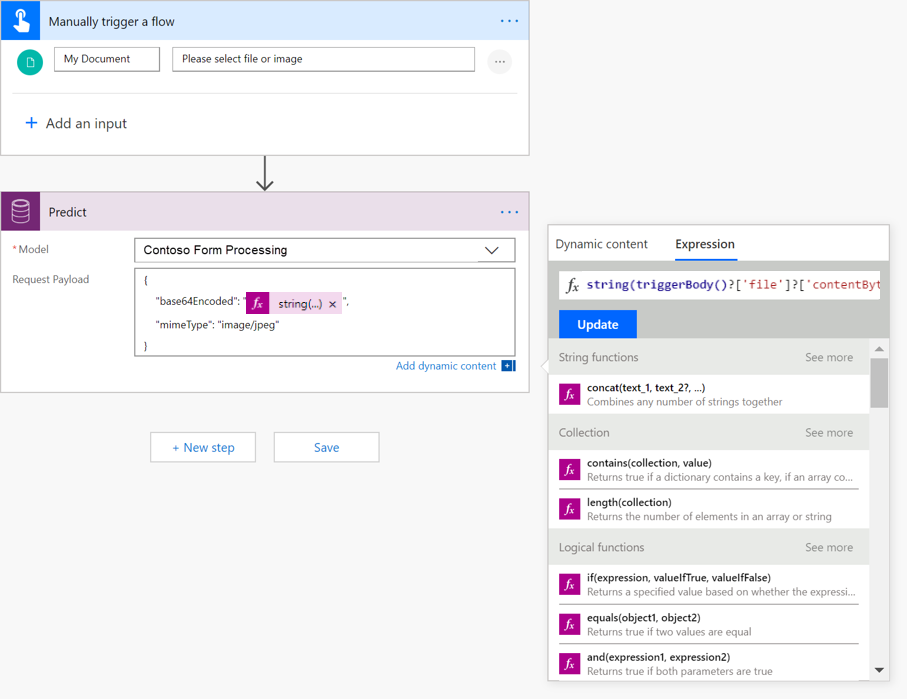 Manually trigger a flow
My Document
Please select file or image
+ Add an input
Predict
* Model
Contoso Form Processing
Request Payload
{
"base64Encoded": " fx string(...) × ",
"mimeType": "image/jpeg"
}
Add dynamic content
+ New step
Save
Dynamic content
Expression
fx string(triggerBody()?['file']?['contentByt
Update
String functions
See more
fx concat(text_1, text_2?, ...)
Combines any number of strings together
Collection
See more
fx contains(collection, value)
Returns true if a dictionary contains a key, if an array co...
fx length(collection)
Returns the number of elements in an array or string
Logical functions
See more
fx if(expression, valueIfTrue, valueIfFalse)
Returns a specified value based on whether the expressi...
fx equals(object1, object2)
Returns true if two values are equal
fx and(expression1, expression2)
Returns true if both parameters are true